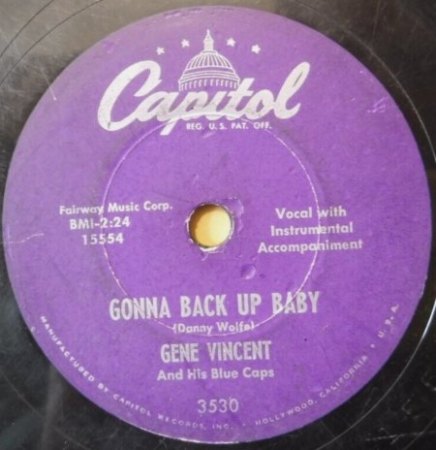 Capitol
REG. U.S. PAT. OFF.
Fairway Music Corp.
BMI-2:24
15554
Vocal with
Instrumental
Accompaniment
GONNA BACK UP BABY
(Danny Wolfe)
GENE VINCENT
And His Blue Caps
3530
MANUFACTURED BY CAPITOL RECORDS, INC. • HOLLYWOOD, CALIFORNIA • U.S.A.